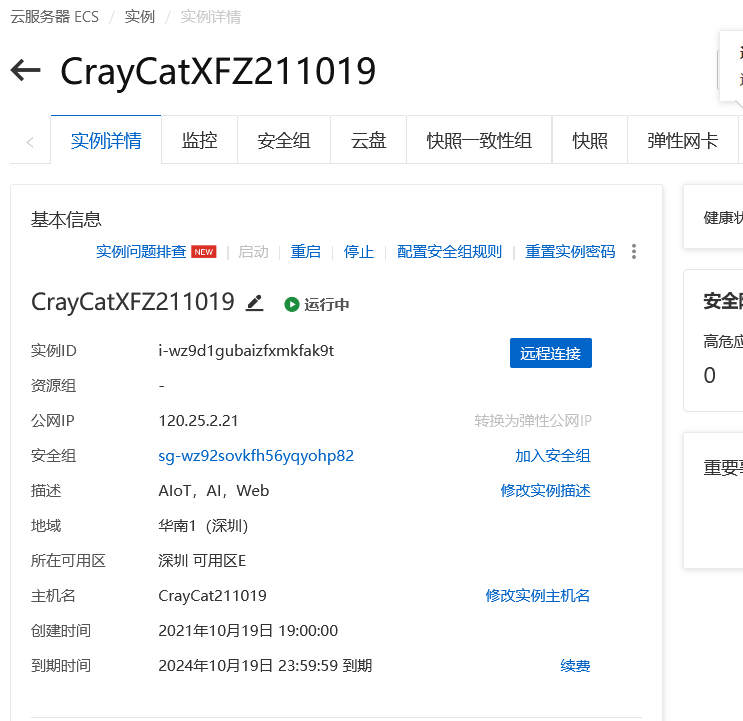 云服务器 ECS / 实例 / 实例详情
← CrayCatXFZ211019
< 实例详情 监控 安全组 云盘 快照一致性组 快照 弹性网卡
基本信息
实例问题排查 NEW | 启动 | 重启 | 停止 | 配置安全组规则 | 重置实例密码
CrayCatXFZ211019 运行中
实例ID i-wz9d1gubaizfxmkfak9t 远程连接
资源组 -
公网IP 120.25.2.21 转换为弹性公网IP
安全组 sg-wz92sovkfh56yqyohp82 加入安全组
描述 AIoT，AI，Web 修改实例描述
地域 华南1（深圳）
所在可用区 深圳 可用区E
主机名 CrayCat211019 修改实例主机名
创建时间 2021年10月19日 19:00:00
到期时间 2024年10月19日 23:59:59 到期 续费
健康
安全
高危
0
重要